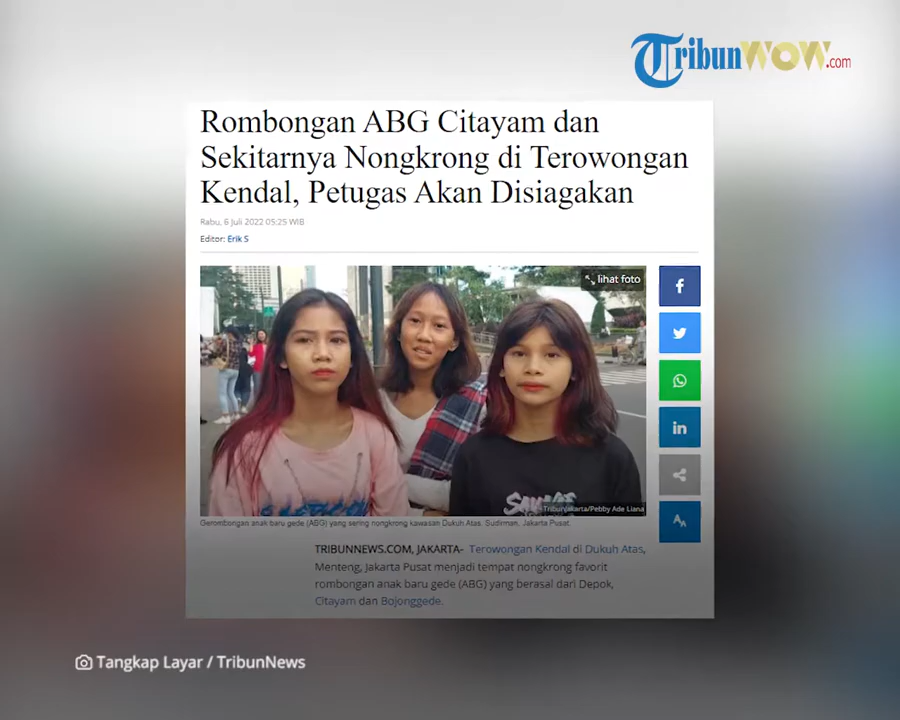 TribunWOW.com
Rombongan ABG Citayam dan
Sekitarnya Nongkrong di Terowongan
Kendal, Petugas Akan Disiagakan
Rabu, 6 Juli 2022 05:25 WIB
Editor: Erik S
lihat foto
Tribunjakarta/Pebby Ade Liana
Gerombongan anak baru gede (ABG) yang sering nongkrong kawasan Dukuh Atas. Sudirman, Jakarta Pusat.
TRIBUNNEWS.COM, JAKARTA- Terowongan Kendal di Dukuh Atas,
Menteng, Jakarta Pusat menjadi tempat nongkrong favorit
rombongan anak baru gede (ABG) yang berasal dari Depok,
Citayam dan Bojonggede.
Tangkap Layar / TribunNews